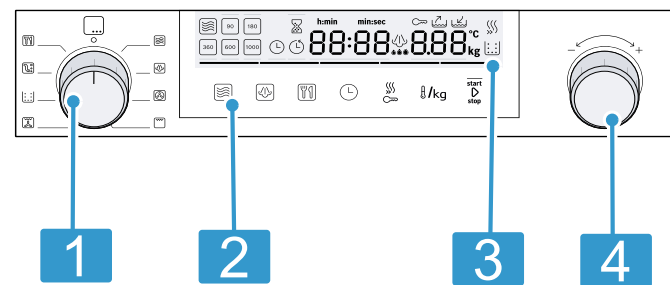 90 180
h:min min:sec
360 600 1000
88:88 8.88 °C
kg
- +
/kg
start
stop
1 2 3 4